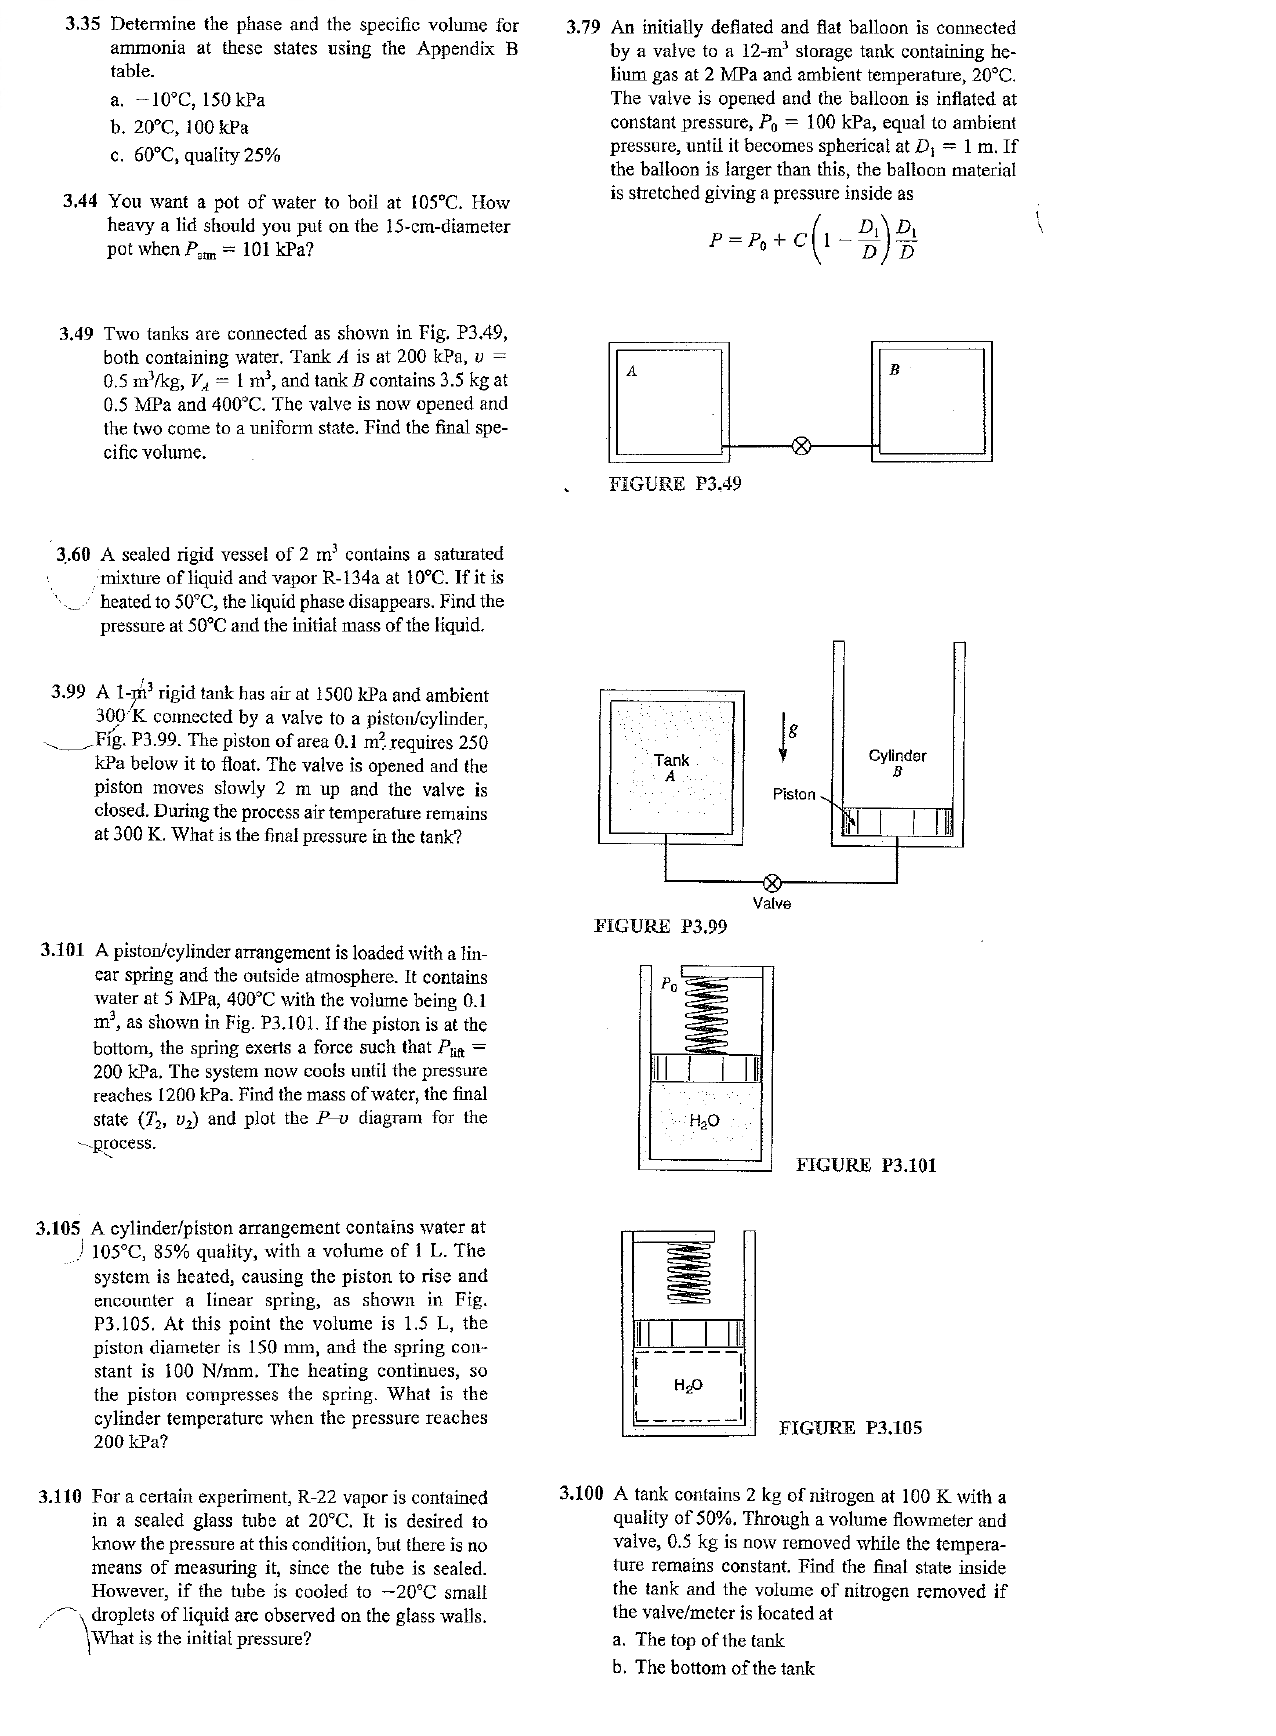 3.35 Determine the phase and the specific volume for
ammonia at these states using the Appendix B
table.
a. −10°C, 150 kPa
b. 20°C, 100 kPa
c. 60°C, quality 25%
3.44 You want a pot of water to boil at 105°C. How
heavy a lid should you put on the 15-cm-diameter
pot when Patm = 101 kPa?
3.49 Two tanks are connected as shown in Fig. P3.49,
both containing water. Tank A is at 200 kPa, υ =
0.5 m³/kg, VA = 1 m³, and tank B contains 3.5 kg at
0.5 MPa and 400°C. The valve is now opened and
the two come to a uniform state. Find the final spe-
cific volume.
3.60 A sealed rigid vessel of 2 m³ contains a saturated
mixture of liquid and vapor R-134a at 10°C. If it is
heated to 50°C, the liquid phase disappears. Find the
pressure at 50°C and the initial mass of the liquid.
3.99 A 1-m³ rigid tank has air at 1500 kPa and ambient
300 K connected by a valve to a piston/cylinder,
Fig. P3.99. The piston of area 0.1 m² requires 250
kPa below it to float. The valve is opened and the
piston moves slowly 2 m up and the valve is
closed. During the process air temperature remains
at 300 K. What is the final pressure in the tank?
3.101 A piston/cylinder arrangement is loaded with a lin-
ear spring and the outside atmosphere. It contains
water at 5 MPa, 400°C with the volume being 0.1
m³, as shown in Fig. P3.101. If the piston is at the
bottom, the spring exerts a force such that Plift =
200 kPa. The system now cools until the pressure
reaches 1200 kPa. Find the mass of water, the final
state (T2, υ2) and plot the P–υ diagram for the
process.
3.105 A cylinder/piston arrangement contains water at
105°C, 85% quality, with a volume of 1 L. The
system is heated, causing the piston to rise and
encounter a linear spring, as shown in Fig.
P3.105. At this point the volume is 1.5 L, the
piston diameter is 150 mm, and the spring con-
stant is 100 N/mm. The heating continues, so
the piston compresses the spring. What is the
cylinder temperature when the pressure reaches
200 kPa?
3.110 For a certain experiment, R-22 vapor is contained
in a sealed glass tube at 20°C. It is desired to
know the pressure at this condition, but there is no
means of measuring it, since the tube is sealed.
However, if the tube is cooled to −20°C small
droplets of liquid are observed on the glass walls.
What is the initial pressure?
3.79 An initially deflated and flat balloon is connected
by a valve to a 12-m³ storage tank containing he-
lium gas at 2 MPa and ambient temperature, 20°C.
The valve is opened and the balloon is inflated at
constant pressure, P0 = 100 kPa, equal to ambient
pressure, until it becomes spherical at D1 = 1 m. If
the balloon is larger than this, the balloon material
is stretched giving a pressure inside as
P = P0 + C(1 − D1/D) D1/D
A
B
FIGURE P3.49
Tank
A
g
Cylinder
B
Piston
Valve
FIGURE P3.99
P0
H2O
FIGURE P3.101
H2O
FIGURE P3.105
3.100 A tank contains 2 kg of nitrogen at 100 K with a
quality of 50%. Through a volume flowmeter and
valve, 0.5 kg is now removed while the tempera-
ture remains constant. Find the final state inside
the tank and the volume of nitrogen removed if
the valve/meter is located at
a. The top of the tank
b. The bottom of the tank